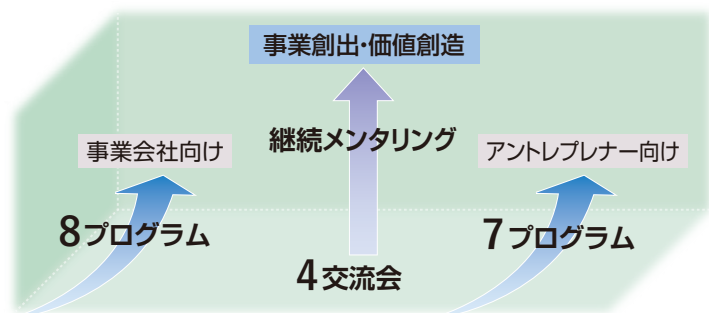 事業創出・価値創造
継続メンタリング
事業会社向け
アントレプレナー向け
8プログラム
7プログラム
4交流会